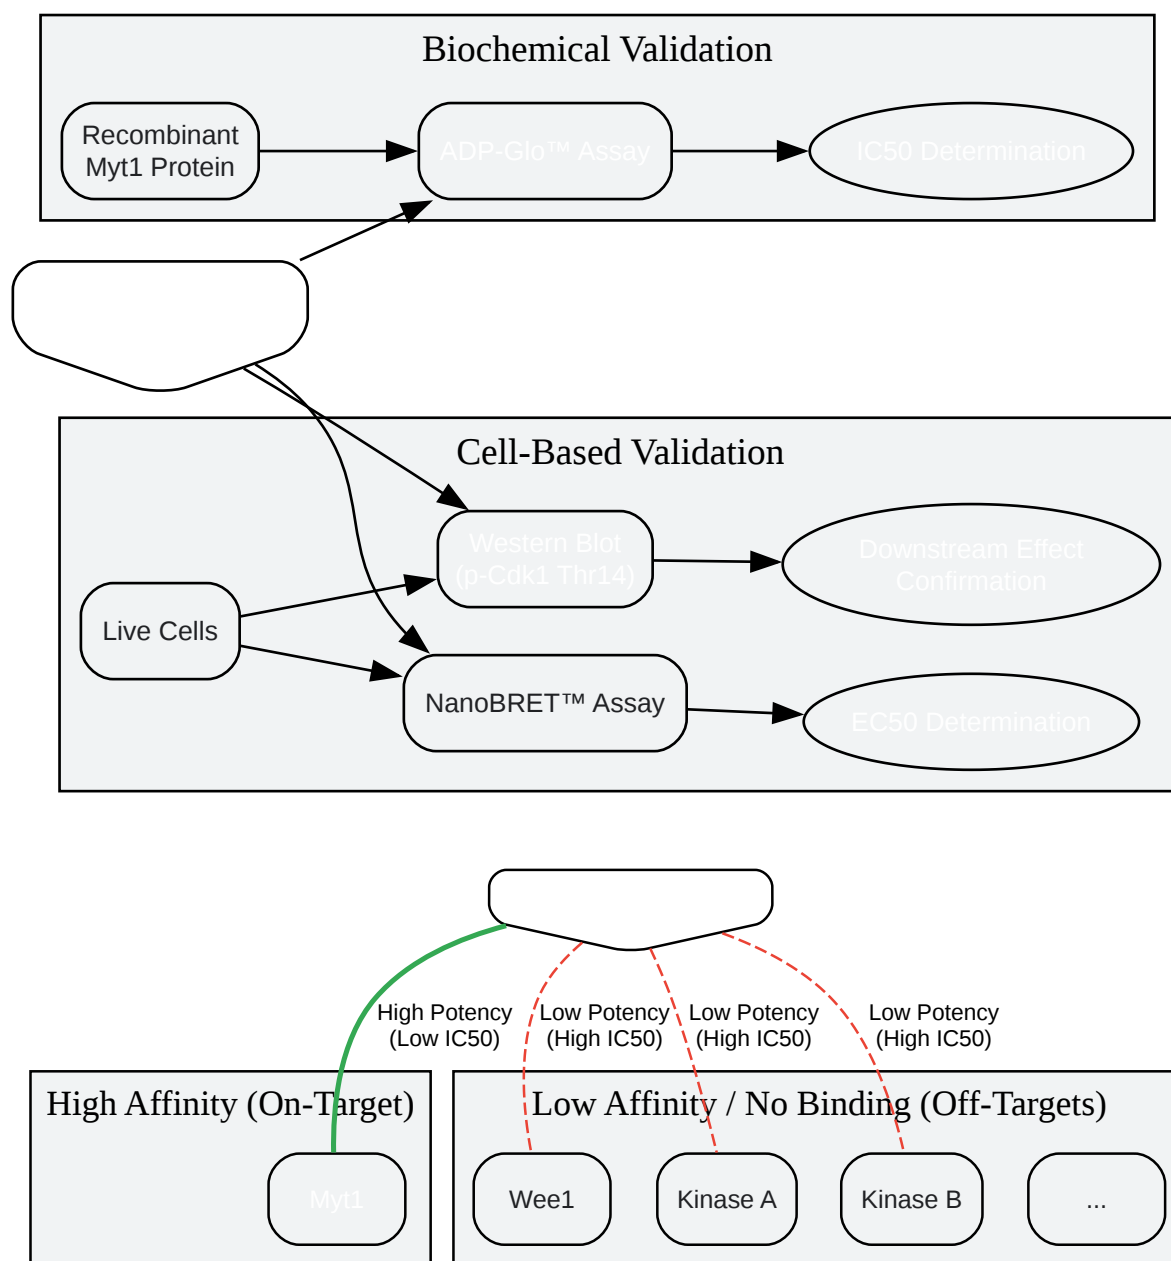 Biochemical Validation
Recombinant
Myt1 Protein
ADP-Glo™ Assay
IC50 Determination
Cell-Based Validation
Western Blot
(p-Cdk1 Thr14)
Downstream Effect
Confirmation
Live Cells
NanoBRET™ Assay
EC50 Determination
High Potency
(Low IC50)
Low Potency
(High IC50)
Low Potency
(High IC50)
Low Potency
(High IC50)
High Affinity (On-Target)
Low Affinity / No Binding (Off-Targets)
Myt1
Wee1
Kinase A
Kinase B
...